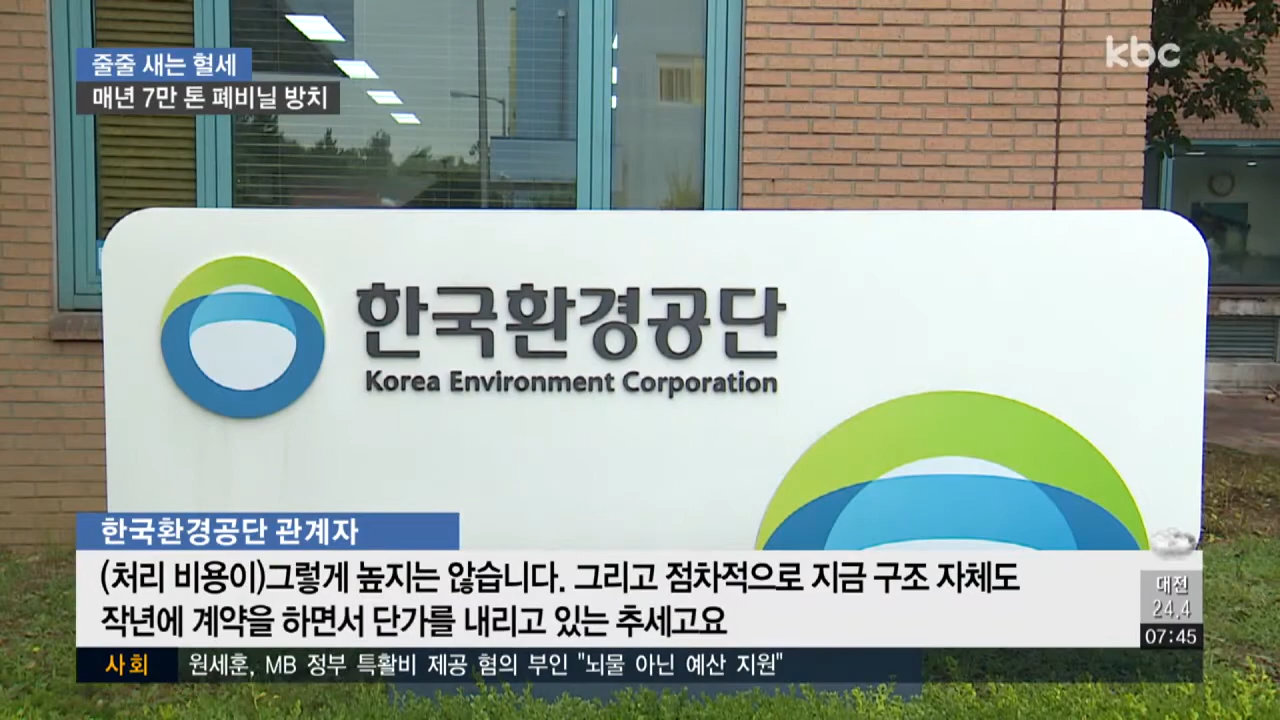 줄줄 새는 혈세
매년 7만 톤 폐비닐 방치
kbc
한국환경공단
Korea Environment Corporation
한국환경공단 관계자
(처리 비용이)그렇게 높지는 않습니다. 그리고 점차적으로 지금 구조 자체도
작년에 계약을 하면서 단가를 내리고 있는 추세고요
대전
24.4
07:45
사회
원세훈, MB 정부 특활비 제공 혐의 부인 "뇌물 아닌 예산 지원"